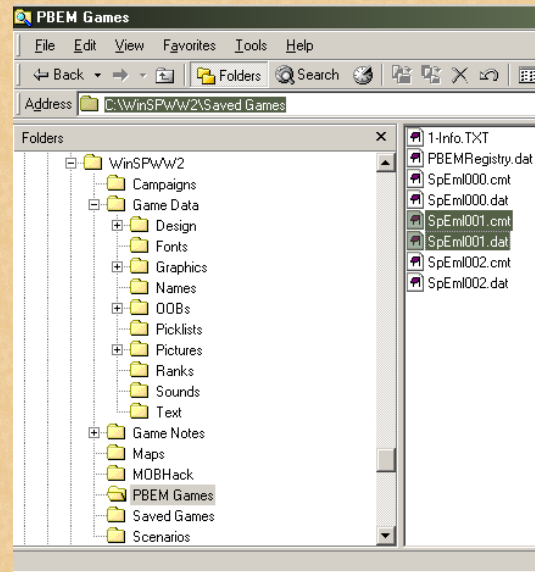 PBEM Games
File Edit View Favorites Tools Help
Back Folders Search
Address C:\WinSPWW2\Saved Games
Folders
WinSPWW2
Campaigns
Game Data
Design
Fonts
Graphics
Names
OOBs
Picklists
Pictures
Ranks
Sounds
Text
Game Notes
Maps
MOBHack
PBEM Games
Saved Games
Scenarios
1-Info.TXT
PBEMRegistry.dat
SpEml000.cmt
SpEml000.dat
SpEml001.cmt
SpEml001.dat
SpEml002.cmt
SpEml002.dat